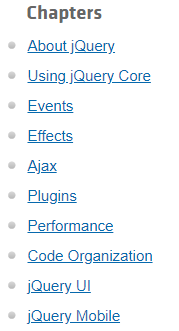 Chapters
About jQuery
Using jQuery Core
Events
Effects
Ajax
Plugins
Performance
Code Organization
jQuery UI
jQuery Mobile